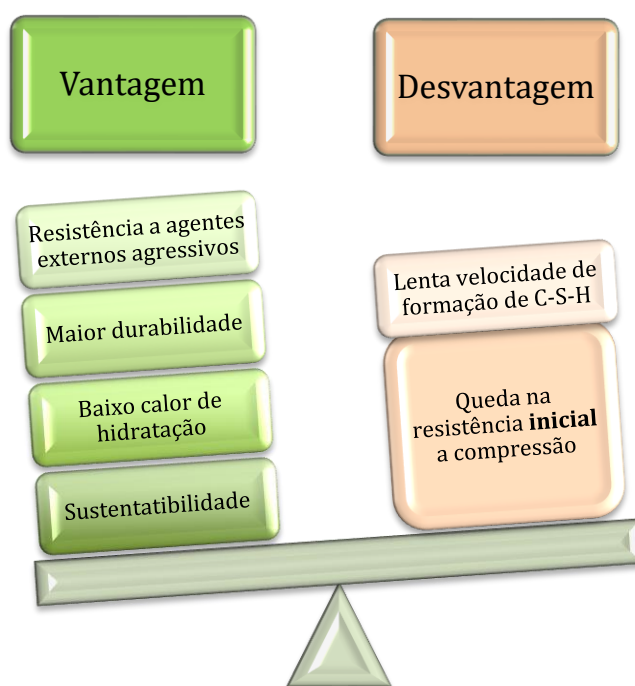 Vantagem
Resistência a agentes
externos agressivos
Maior durabilidade
Baixo calor de
hidratação
Sustentatibilidade
Desvantagem
Lenta velocidade de
formação de C-S-H
Queda na
resistência inicial
a compressão